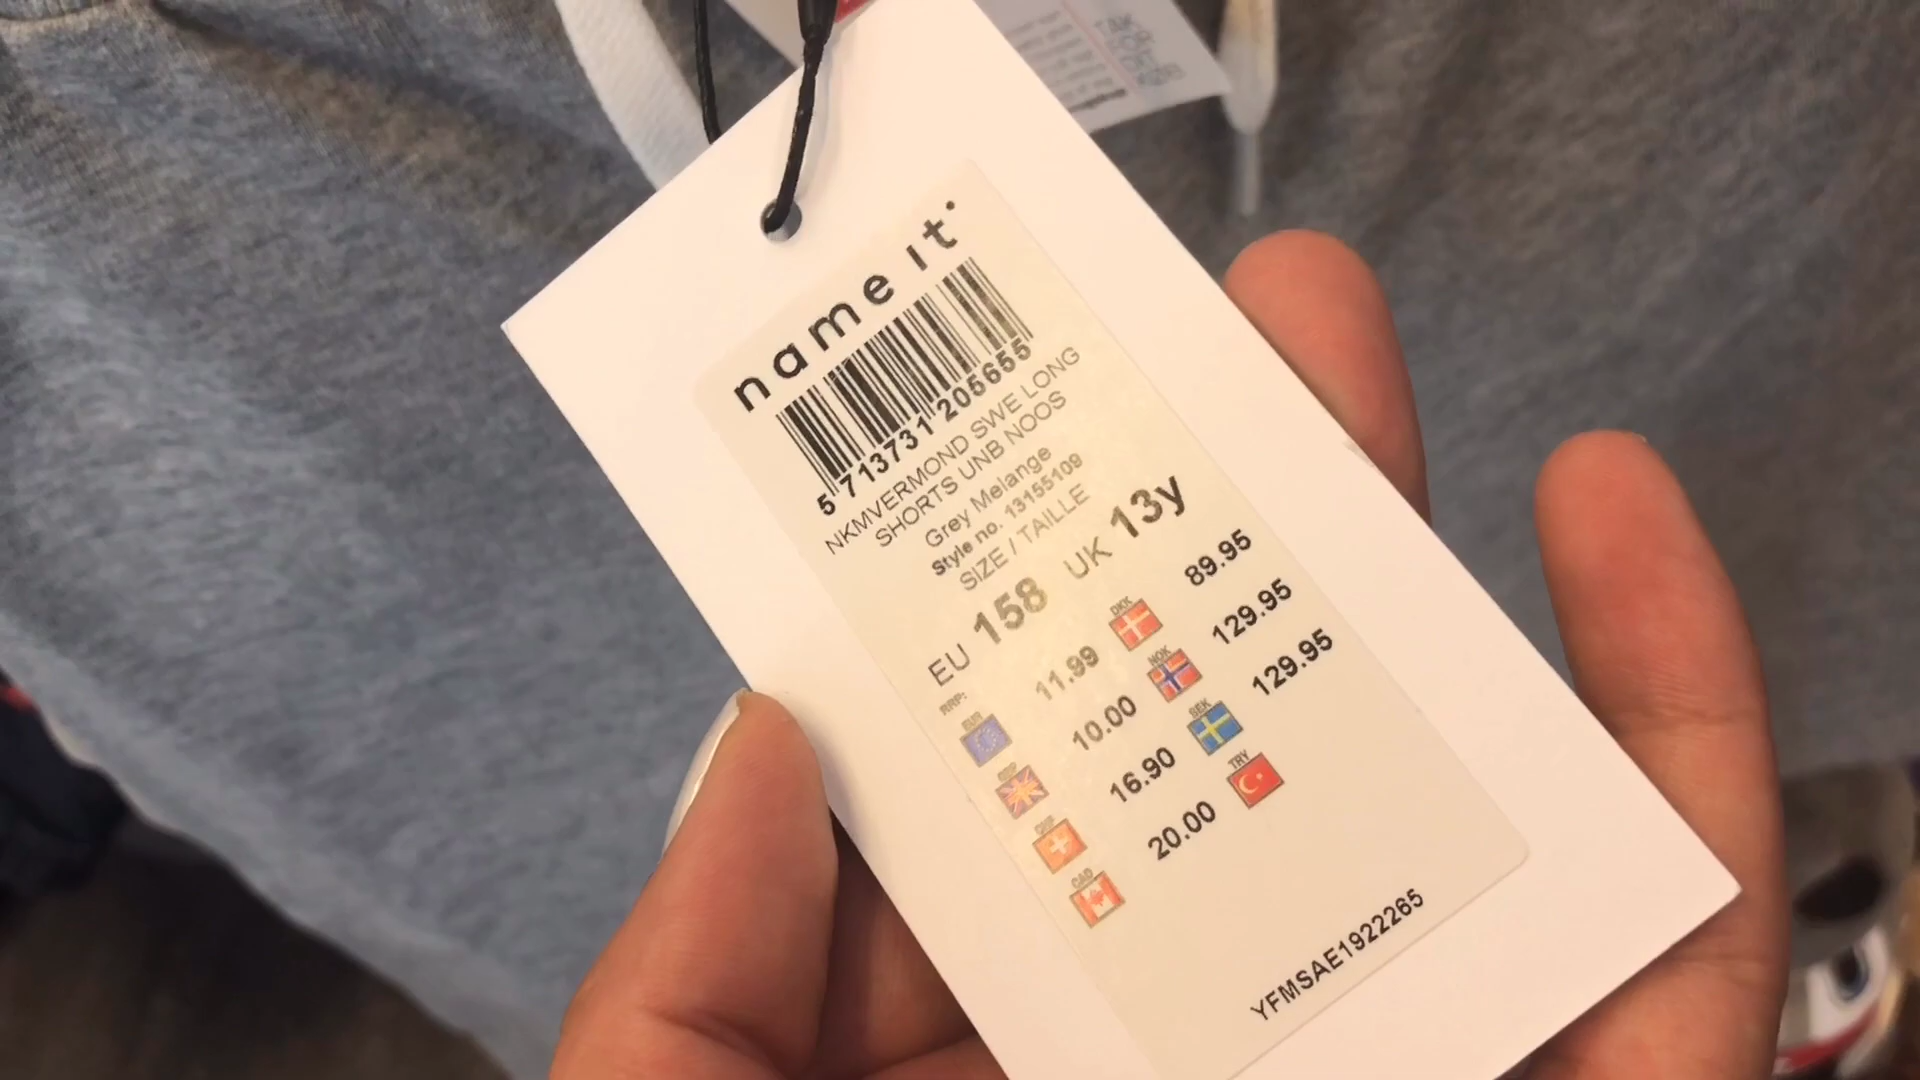 name it.
5 713731 205655
NKMVERMOND SWE LONG
SHORTS UNB NOOS
Grey Melange
Style no. 13155109
SIZE / TAILLE
EU 158 UK 13y
RRP:
EUR 11.99 DKK 89.95
GBP 10.00 NOK 129.95
CHF 16.90 SEK 129.95
CAD 20.00 TRY
YFMSAE1922265